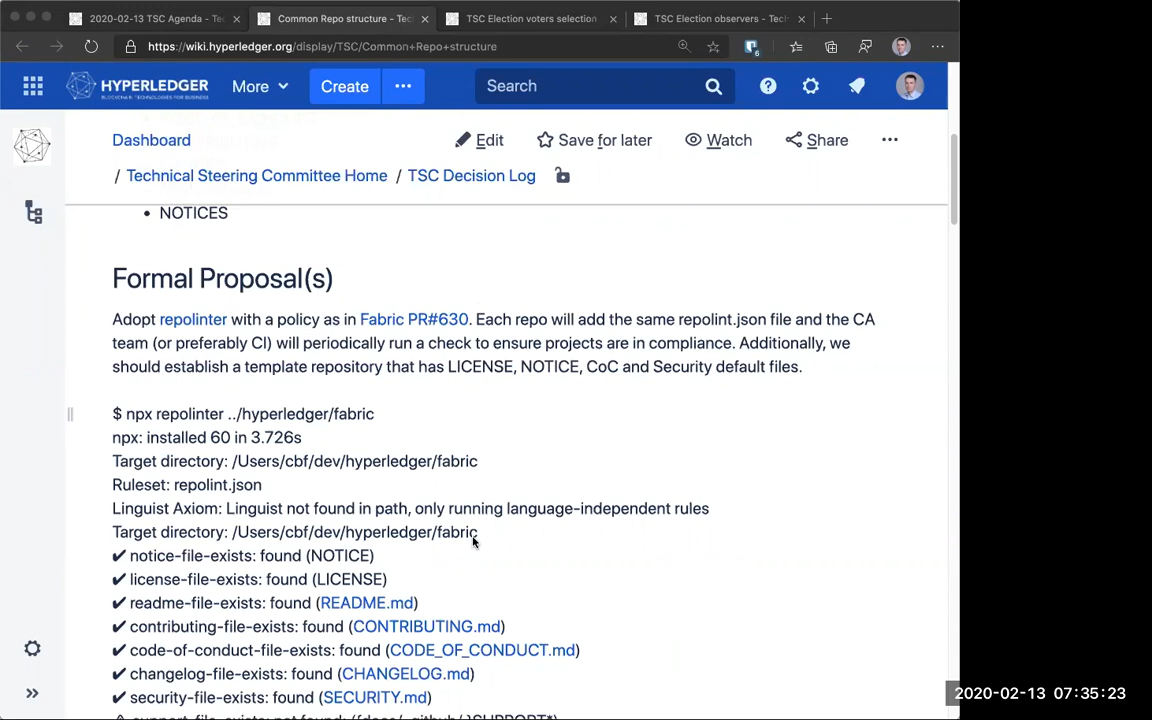 2020-02-13 TSC Agenda - Te
Common Repo structure - Tec
TSC Election voters selection
TSC Election observers - Tech
https://wiki.hyperledger.org/display/TSC/Common+Repo+structure
6
HYPERLEDGER
BLOCKCHAIN TECHNOLOGIES FOR BUSINESS
More
Create
Search
Dashboard
Edit
Save for later
Watch
Share
/ Technical Steering Committee Home / TSC Decision Log
• NOTICES
Formal Proposal(s)
Adopt repolinter with a policy as in Fabric PR#630. Each repo will add the same repolint.json file and the CA
team (or preferably CI) will periodically run a check to ensure projects are in compliance. Additionally, we
should establish a template repository that has LICENSE, NOTICE, CoC and Security default files.
$ npx repolinter ../hyperledger/fabric
npx: installed 60 in 3.726s
Target directory: /Users/cbf/dev/hyperledger/fabric
Ruleset: repolint.json
Linguist Axiom: Linguist not found in path, only running language-independent rules
Target directory: /Users/cbf/dev/hyperledger/fabric
✔ notice-file-exists: found (NOTICE)
✔ license-file-exists: found (LICENSE)
✔ readme-file-exists: found (README.md)
✔ contributing-file-exists: found (CONTRIBUTING.md)
✔ code-of-conduct-file-exists: found (CODE_OF_CONDUCT.md)
✔ changelog-file-exists: found (CHANGELOG.md)
✔ security-file-exists: found (SECURITY.md)
2020-02-13 07:35:23